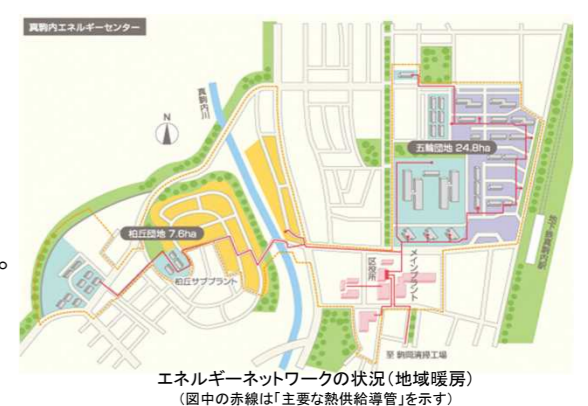 真駒内エネルギーセンター
真駒内川
N
五輪団地 24.8ha
柏丘団地 7.6ha
地下鉄真駒内駅
柏丘サブプラント
区役所
メインプラント
至 駒岡清掃工場
。
エネルギーネットワークの状況(地域暖房)
(図中の赤線は「主要な熱供給導管」を示す)